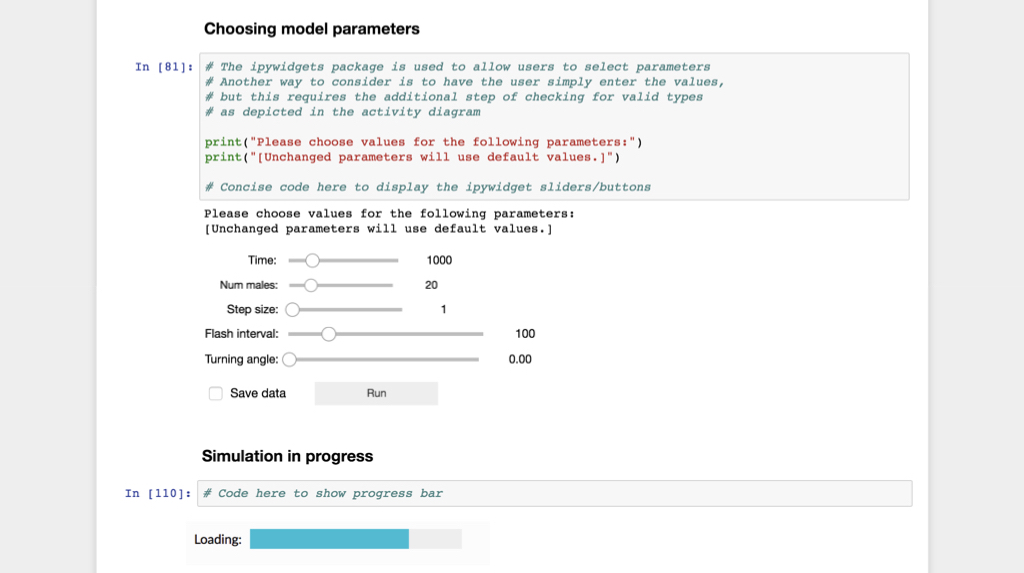 Choosing model parameters
In [81]: # The ipywidgets package is used to allow users to select parameters
# Another way to consider is to have the user simply enter the values,
# but this requires the additional step of checking for valid types
# as depicted in the activity diagram
print("Please choose values for the following parameters:")
print("[Unchanged parameters will use default values.]")
# Concise code here to display the ipywidget sliders/buttons
Please choose values for the following parameters:
[Unchanged parameters will use default values.]
Time: 1000
Num males: 20
Step size: 1
Flash interval: 100
Turning angle: 0.00
Save data Run
Simulation in progress
In [110]: # Code here to show progress bar
Loading: